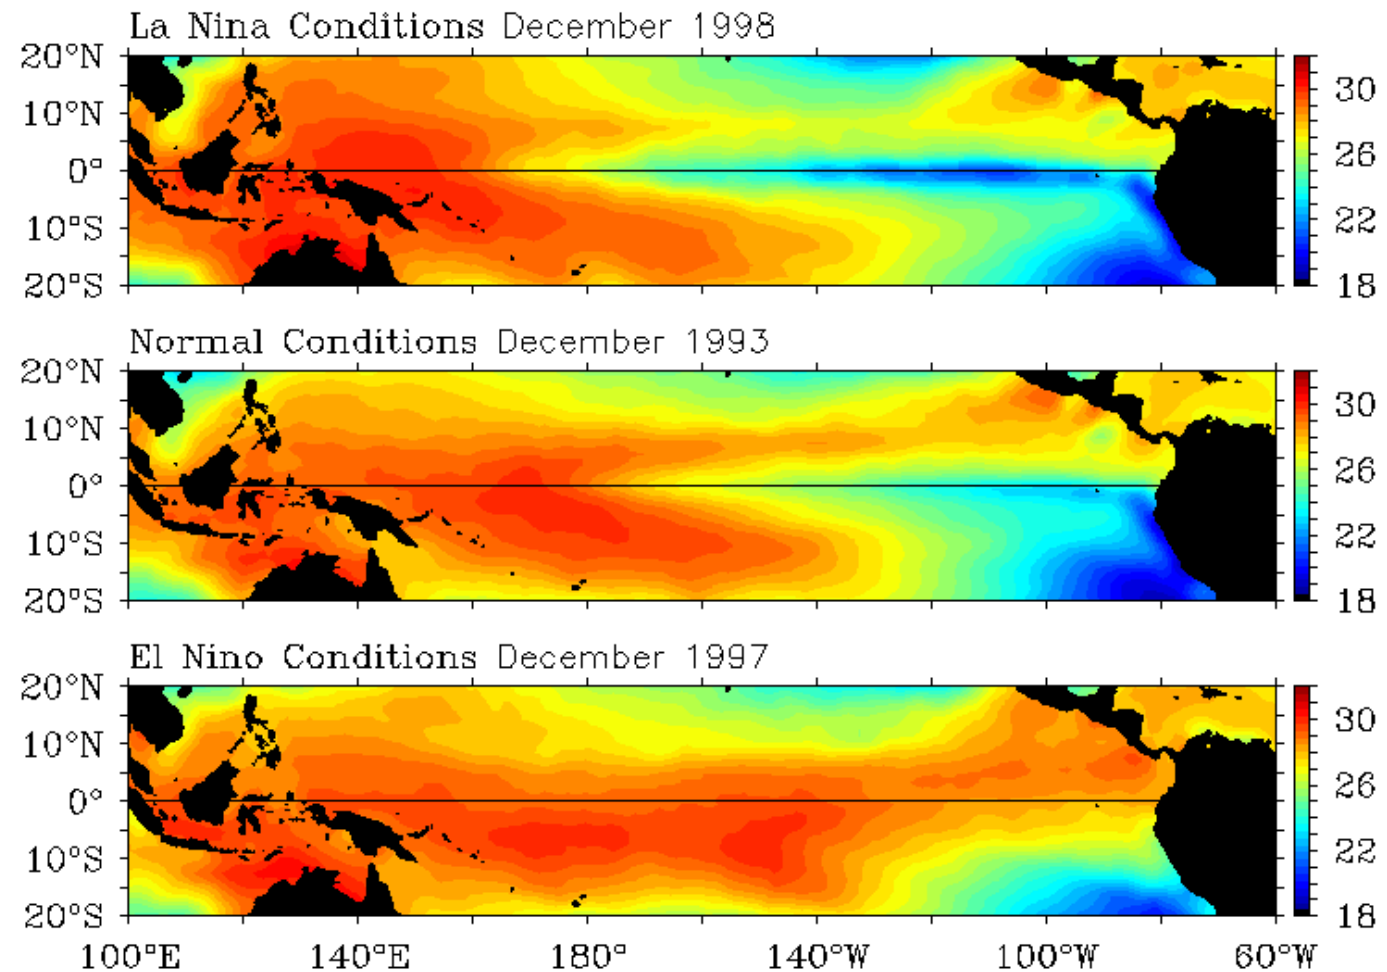 La Nina Conditions December 1998
20°N
10°N
0°
10°S
20°S
30
26
22
18
Normal Conditions December 1993
20°N
10°N
0°
10°S
20°S
30
26
22
18
El Nino Conditions December 1997
20°N
10°N
0°
10°S
20°S
30
26
22
18
100°E 140°E 180° 140°W 100°W 60°W